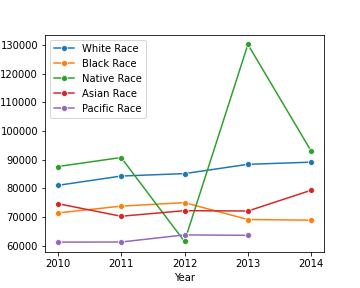 130000
120000
110000
100000
90000
80000
70000
60000
White Race
Black Race
Native Race
Asian Race
Pacific Race
2010 2011 2012 2013 2014
Year